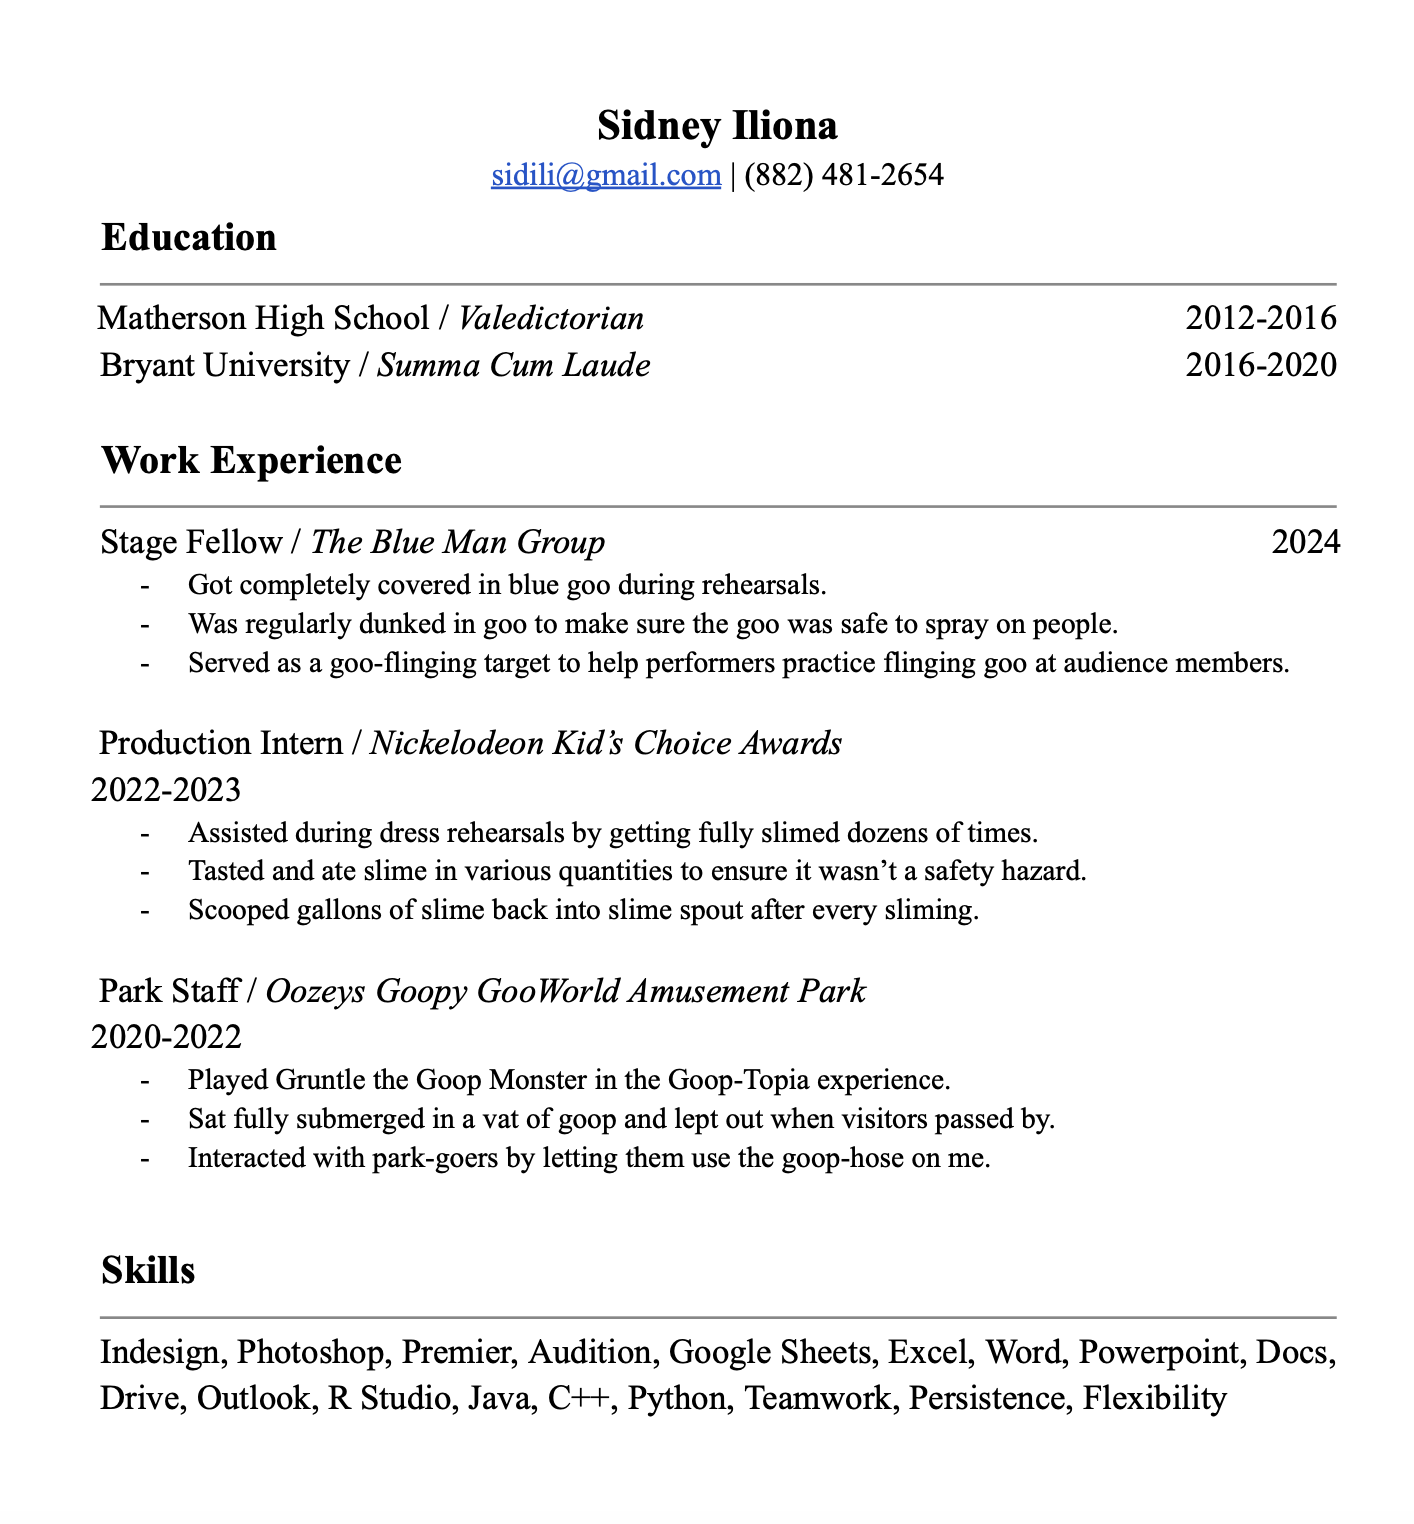 Sidney Iliona
sidili@gmail.com | (882) 481-2654
Education
Matherson High School / Valedictorian 2012-2016
Bryant University / Summa Cum Laude 2016-2020
Work Experience
Stage Fellow / The Blue Man Group 2024
- Got completely covered in blue goo during rehearsals.
- Was regularly dunked in goo to make sure the goo was safe to spray on people.
- Served as a goo-flinging target to help performers practice flinging goo at audience members.
Production Intern / Nickelodeon Kid’s Choice Awards
2022-2023
- Assisted during dress rehearsals by getting fully slimed dozens of times.
- Tasted and ate slime in various quantities to ensure it wasn’t a safety hazard.
- Scooped gallons of slime back into slime spout after every sliming.
Park Staff / Oozeys Goopy GooWorld Amusement Park
2020-2022
- Played Gruntle the Goop Monster in the Goop-Topia experience.
- Sat fully submerged in a vat of goop and lept out when visitors passed by.
- Interacted with park-goers by letting them use the goop-hose on me.
Skills
Indesign, Photoshop, Premier, Audition, Google Sheets, Excel, Word, Powerpoint, Docs,
Drive, Outlook, R Studio, Java, C++, Python, Teamwork, Persistence, Flexibility